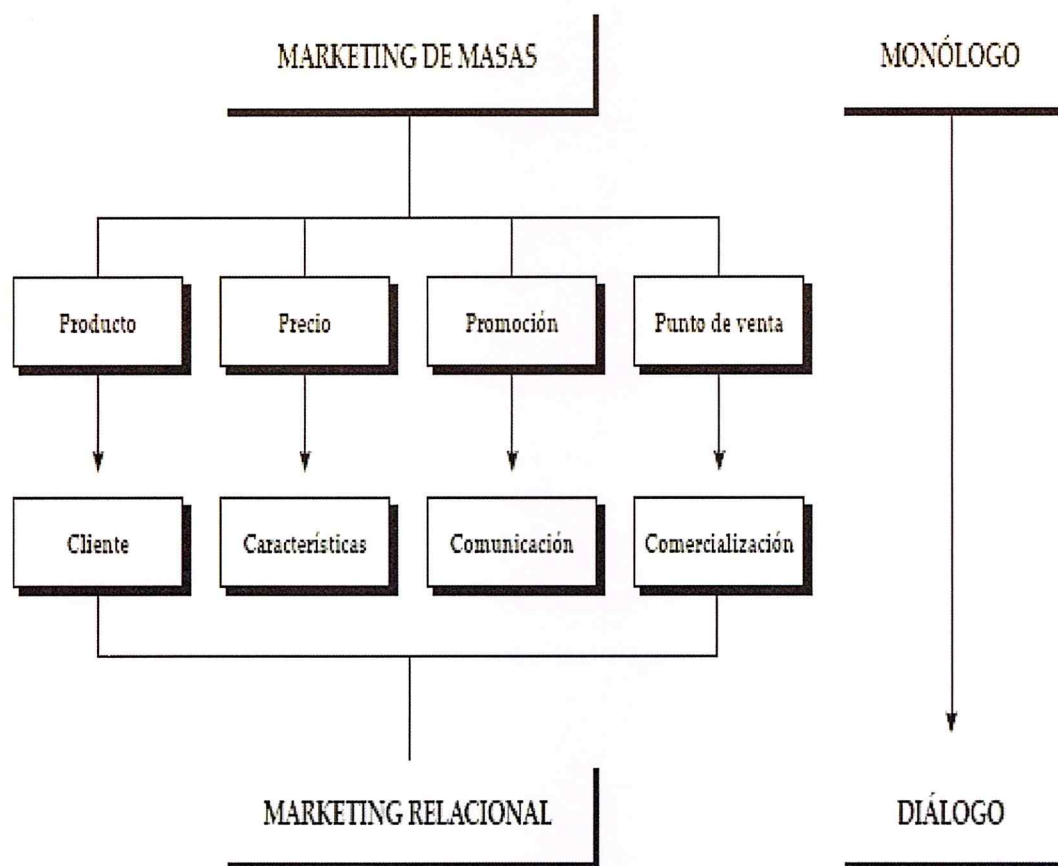 MARKETING DE MASAS
MONÓLOGO
Producto
Precio
Promoción
Punto de venta
Cliente
Características
Comunicación
Comercialización
MARKETING RELACIONAL
DIÁLOGO